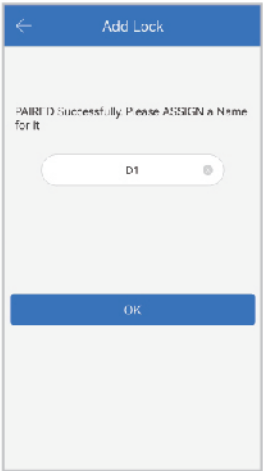 Add Lock
PAIRED Successfully. Please ASSIGN a Name
for It
D1
OK